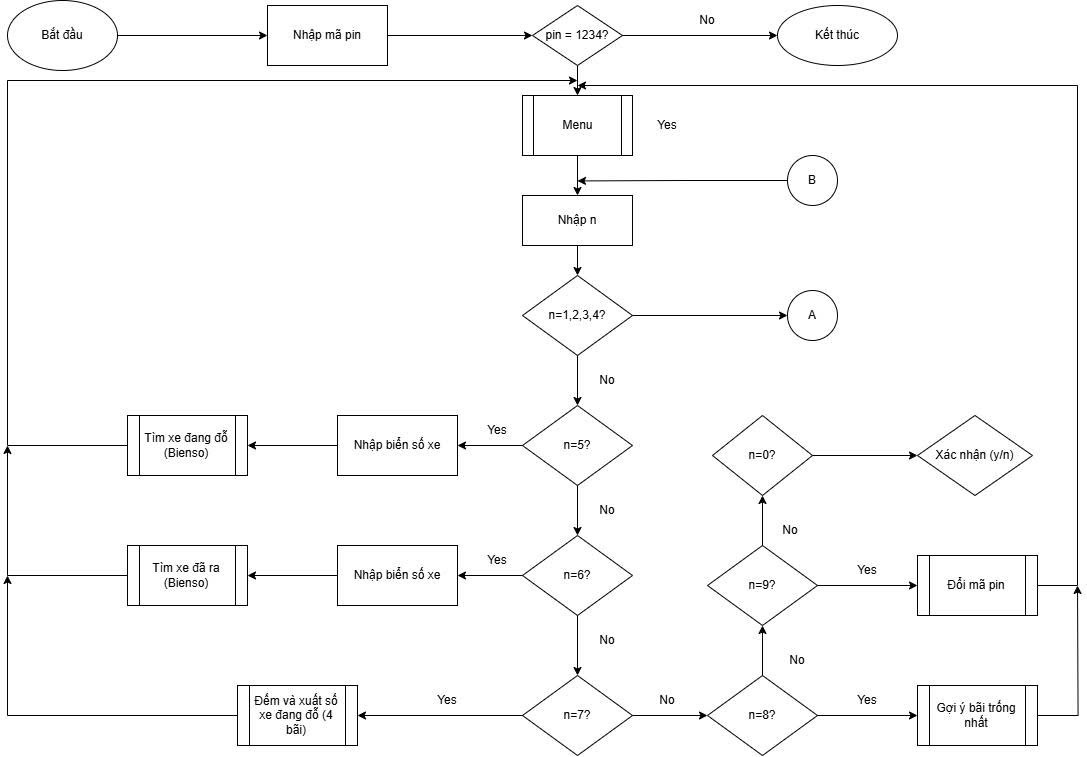 Bắt đầu
Nhập mã pin
pin = 1234?
No
Kết thúc
Menu
Yes
B
Nhập n
n=1,2,3,4?
A
No
Tìm xe đang đỗ
(Bienso)
Nhập biển số xe
Yes
n=5?
n=0?
Xác nhận (y/n)
No
No
Tìm xe đã ra
(Bienso)
Nhập biển số xe
Yes
n=6?
n=9?
Yes
Đổi mã pin
No
No
Đếm và xuất số
xe đang đỗ (4
bãi)
Yes
n=7?
No
n=8?
Yes
Gợi ý bãi trống
nhất